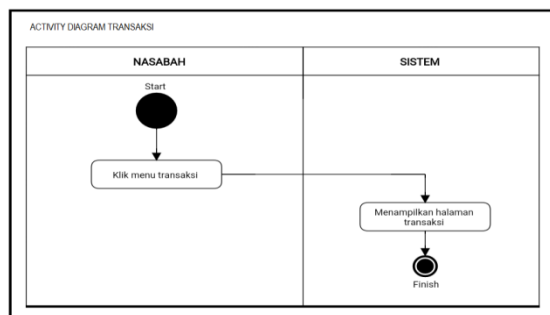 ACTIVITY DIAGRAM TRANSAKSI
NASABAH
SISTEM
Start
Klik menu transaksi
Menampilkan halaman
transaksi
Finish